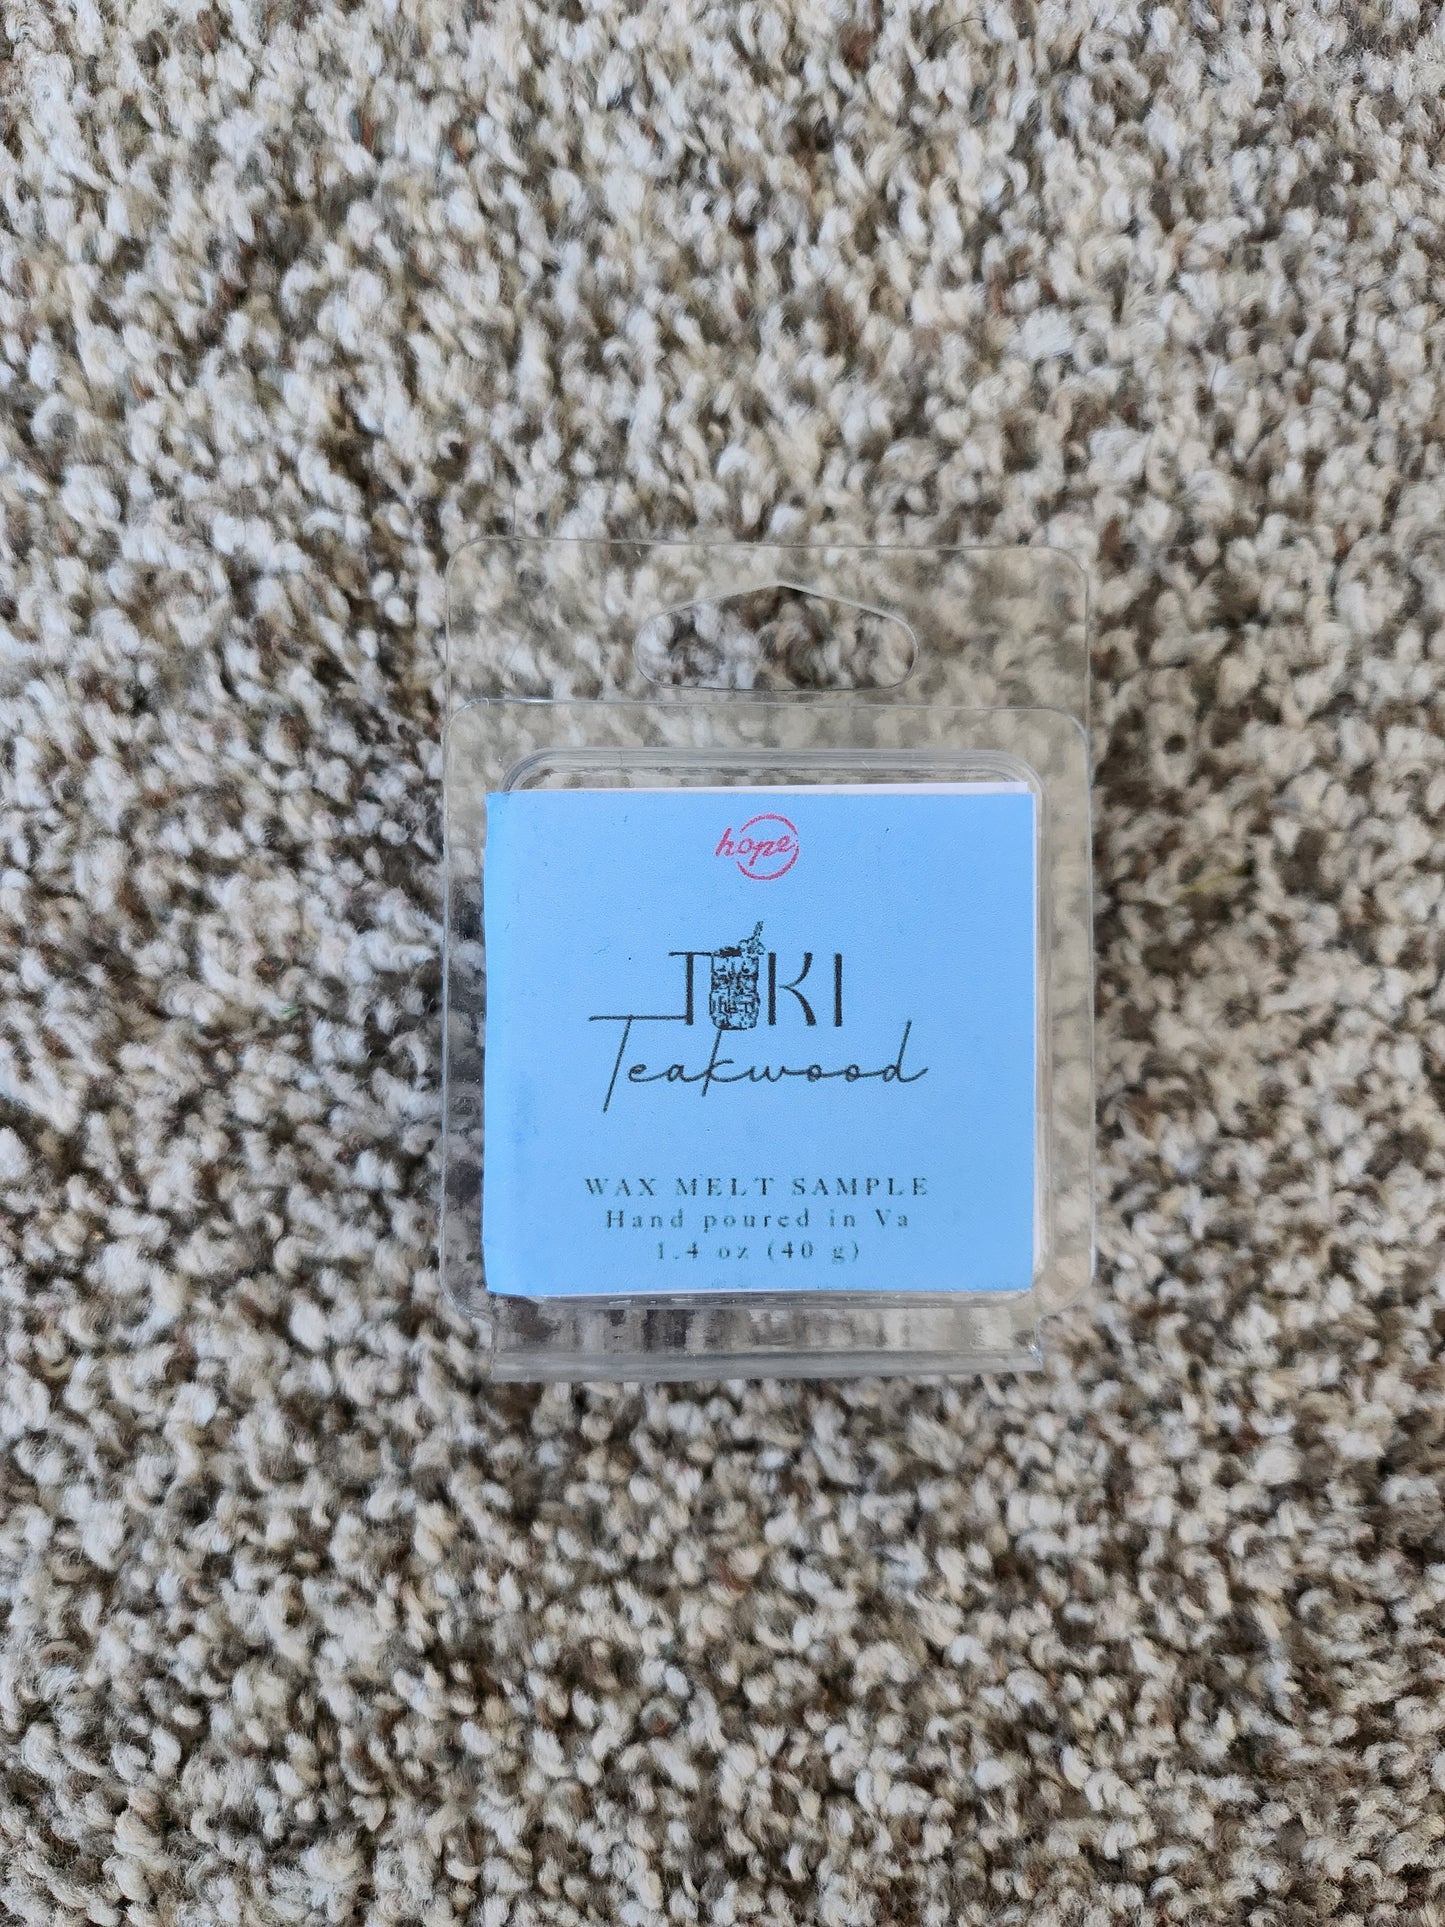 hope
TIKI
Teakwood
WAX MELT SAMPLE
Hand poured in Va
1.4 oz (40 g)